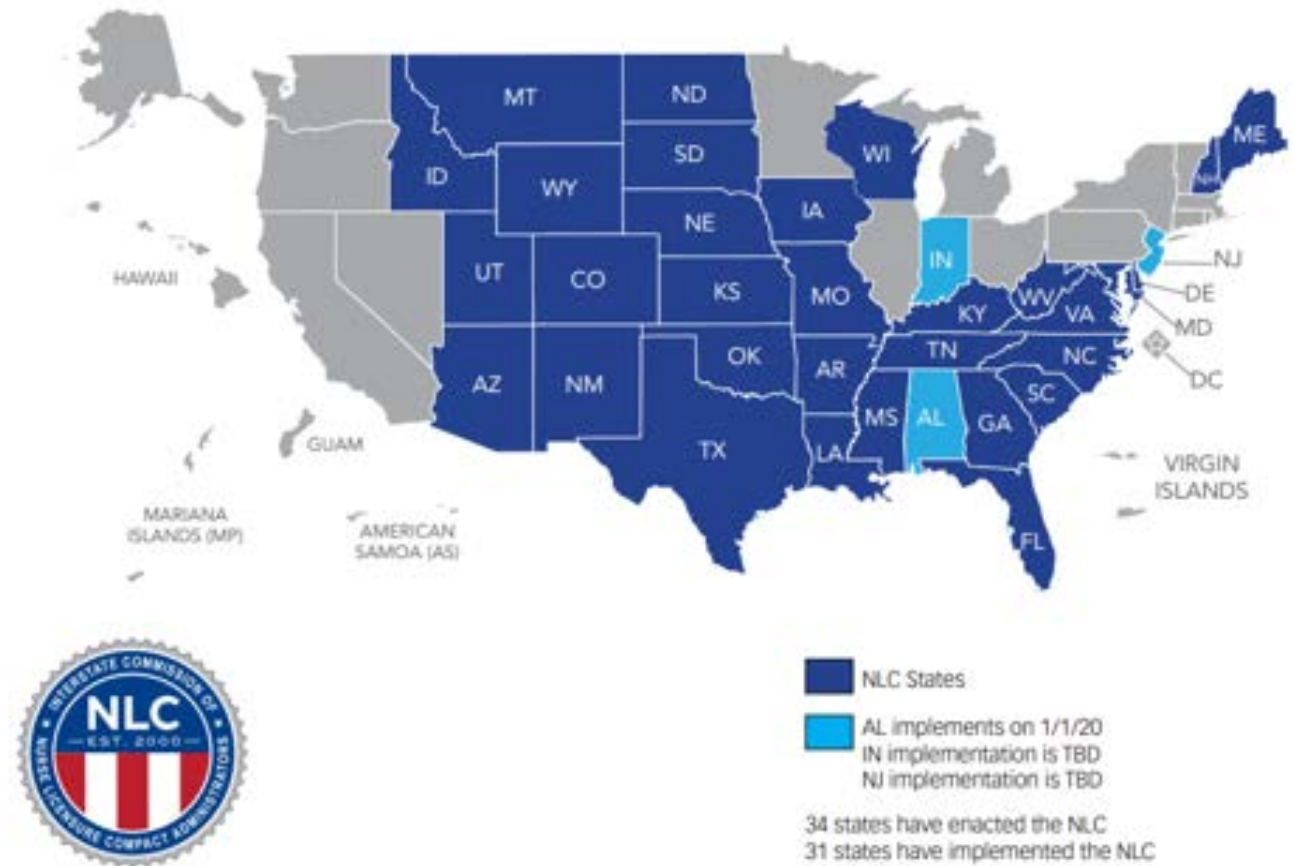 MT
ND
ME
SD
WI
ID
WY
NH
IA
NE
IN
UT
CO
NJ
HAWAII
KS
MO
WV
DE
KY
VA
MD
OK
TN
NC
AZ
NM
AR
DC
SC
MS
AL
GA
GUAM
TX
LA
VIRGIN
ISLANDS
MARIANA
ISLANDS (MP)
AMERICAN
SAMOA (AS)
FL
INTERSTATE COMMISSION OF
NLC
EST. 2000
NURSE LICENSURE COMPACT ADMINISTRATORS
NLC States
AL implements on 1/1/20
IN implementation is TBD
NJ implementation is TBD
34 states have enacted the NLC
31 states have implemented the NLC